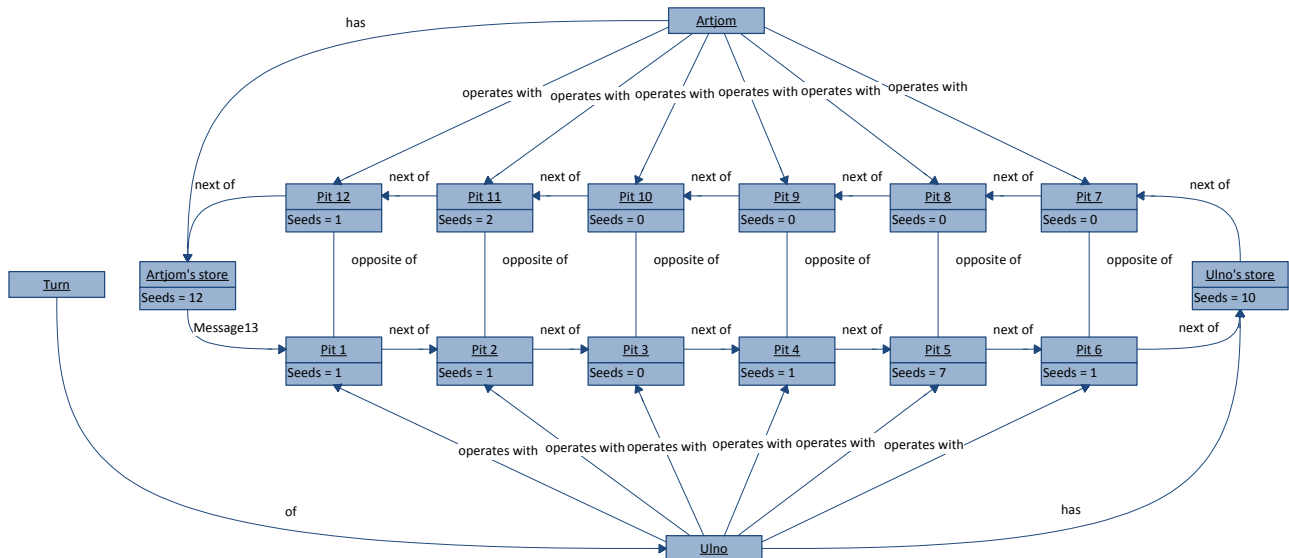 Artjom
has
operates with operates with operates with operates with operates with operates with
next of next of next of next of next of next of next of
Pit 12 Pit 11 Pit 10 Pit 9 Pit 8 Pit 7
Seeds = 1 Seeds = 2 Seeds = 0 Seeds = 0 Seeds = 0 Seeds = 0
opposite of opposite of opposite of opposite of opposite of opposite of
Turn Artjom's store Ulno's store
Seeds = 12 Seeds = 10
Message13 next of next of next of next of next of next of
Pit 1 Pit 2 Pit 3 Pit 4 Pit 5 Pit 6
Seeds = 1 Seeds = 1 Seeds = 0 Seeds = 1 Seeds = 7 Seeds = 1
operates with operates with operates with operates with operates with operates with
of has
Ulno